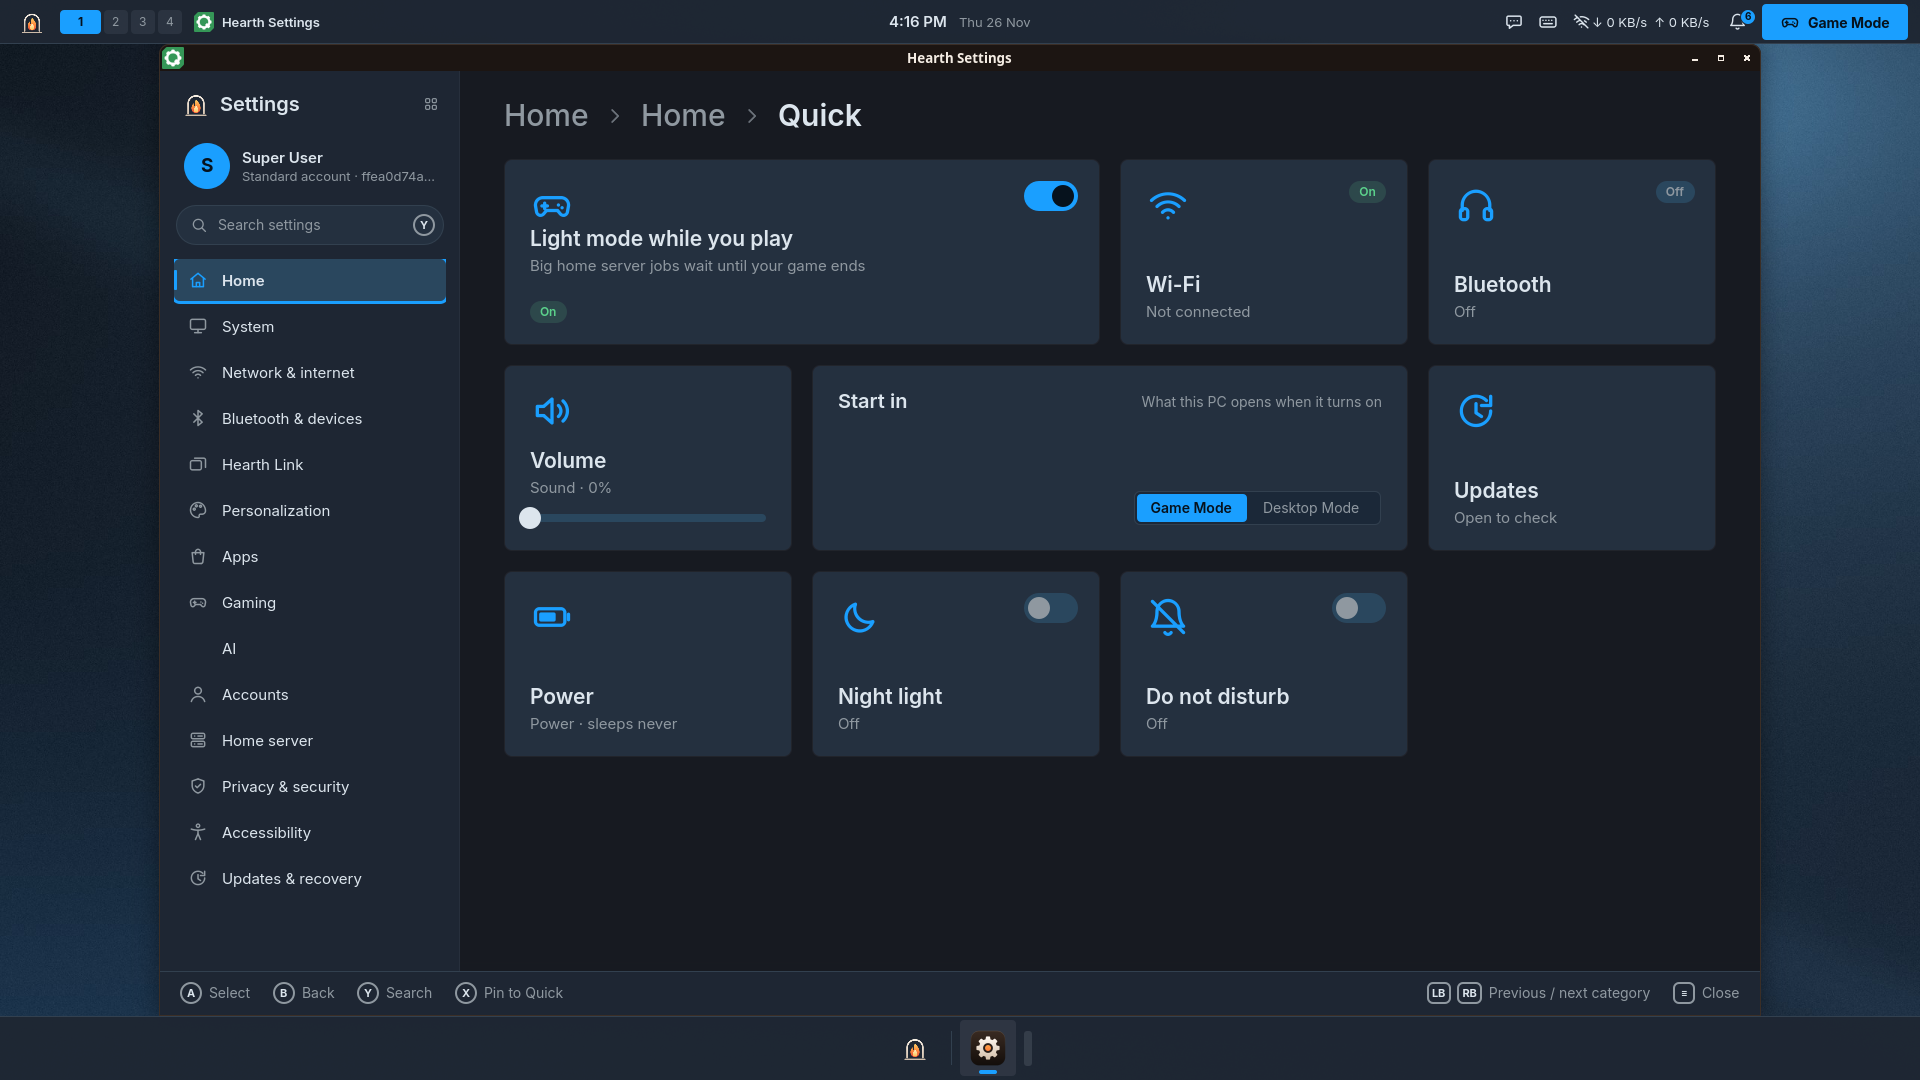 1 2 3 4 Hearth Settings
4:16 PM Thu 26 Nov
↓ 0 KB/s ↑ 0 KB/s 6 Game Mode
Hearth Settings
Settings
S
Super User
Standard account · ffea0d74a...
Search settings Y
Home
System
Network & internet
Bluetooth & devices
Hearth Link
Personalization
Apps
Gaming
AI
Accounts
Home server
Privacy & security
Accessibility
Updates & recovery
Home > Home > Quick
Light mode while you play
Big home server jobs wait until your game ends
On
On
Wi-Fi
Not connected
Off
Bluetooth
Off
Volume
Sound · 0%
Start in
What this PC opens when it turns on
Game Mode Desktop Mode
Updates
Open to check
Power
Power · sleeps never
Night light
Off
Do not disturb
Off
A Select B Back Y Search X Pin to Quick
LB RB Previous / next category ≡ Close